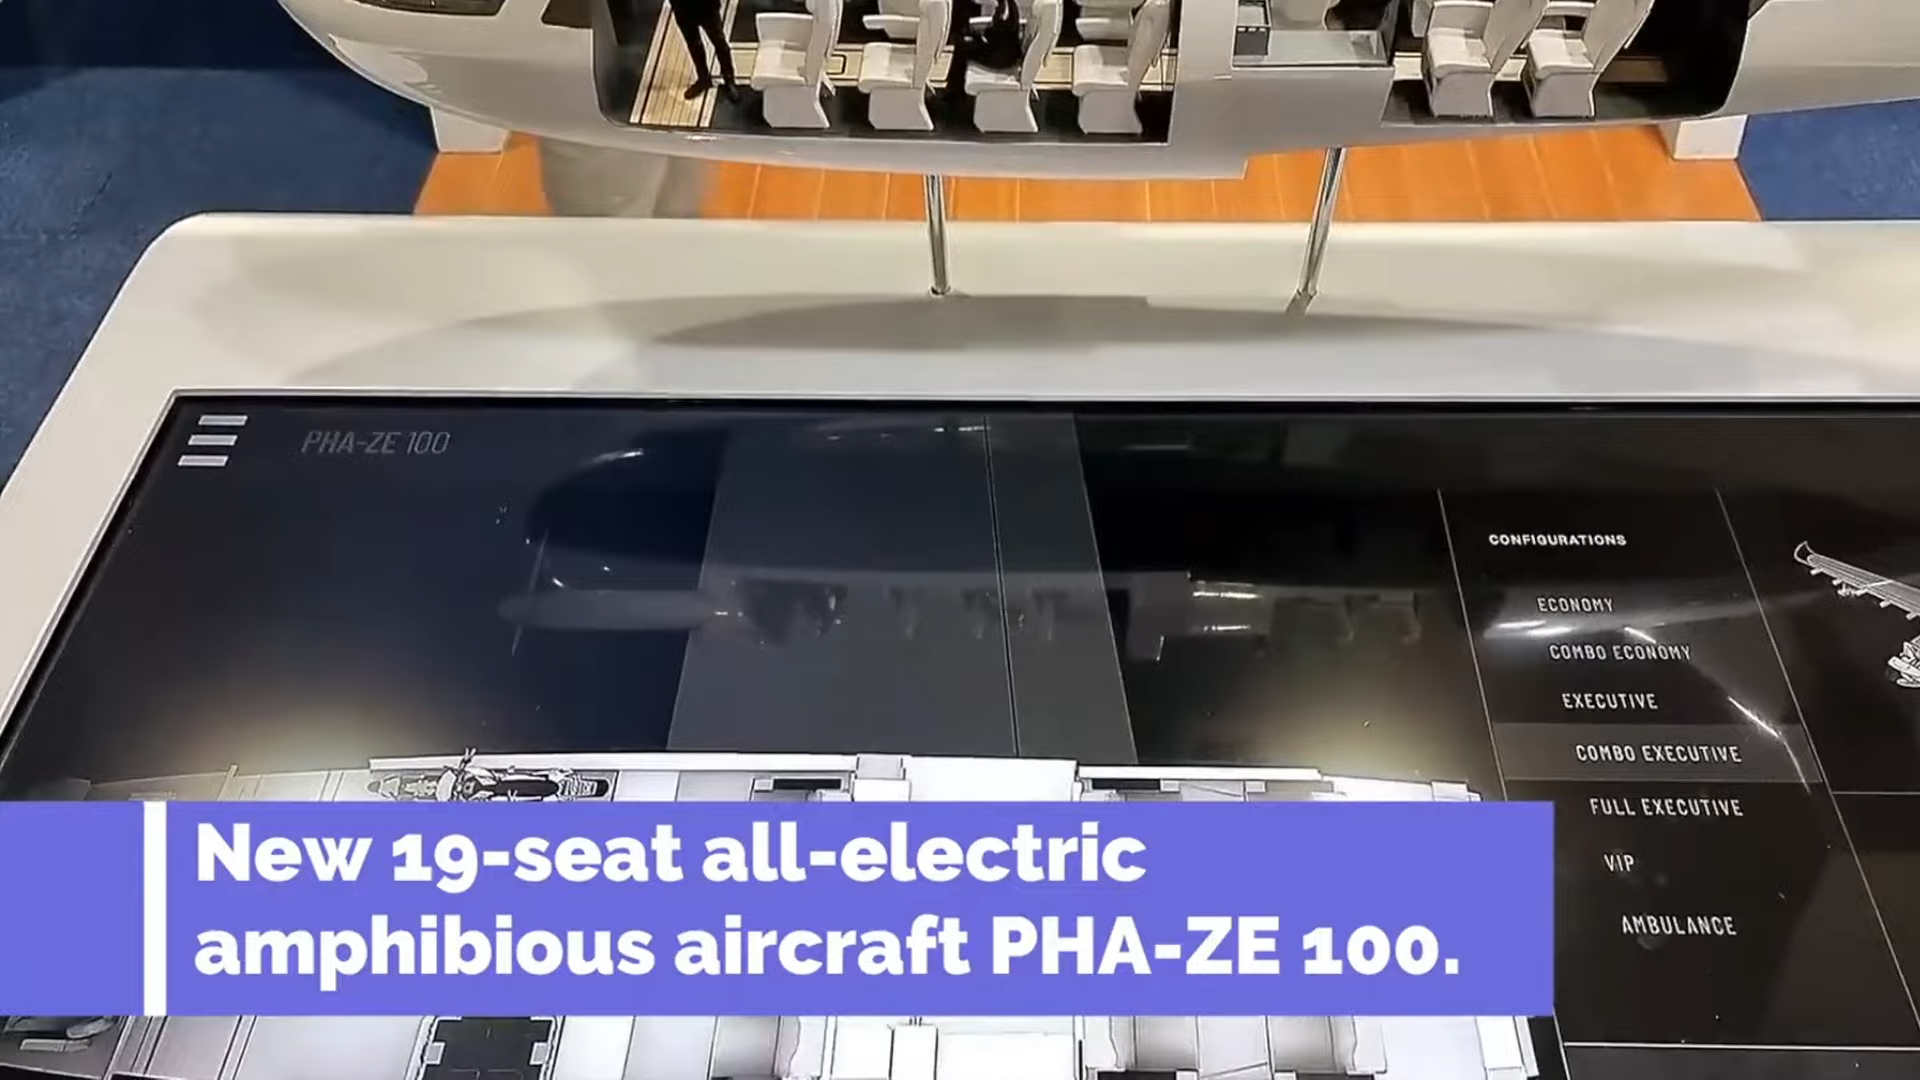 PHA-ZE 100
CONFIGURATIONS
ECONOMY
COMBO ECONOMY
EXECUTIVE
COMBO EXECUTIVE
FULL EXECUTIVE
VIP
AMBULANCE
New 19-seat all-electric
amphibious aircraft PHA-ZE 100.